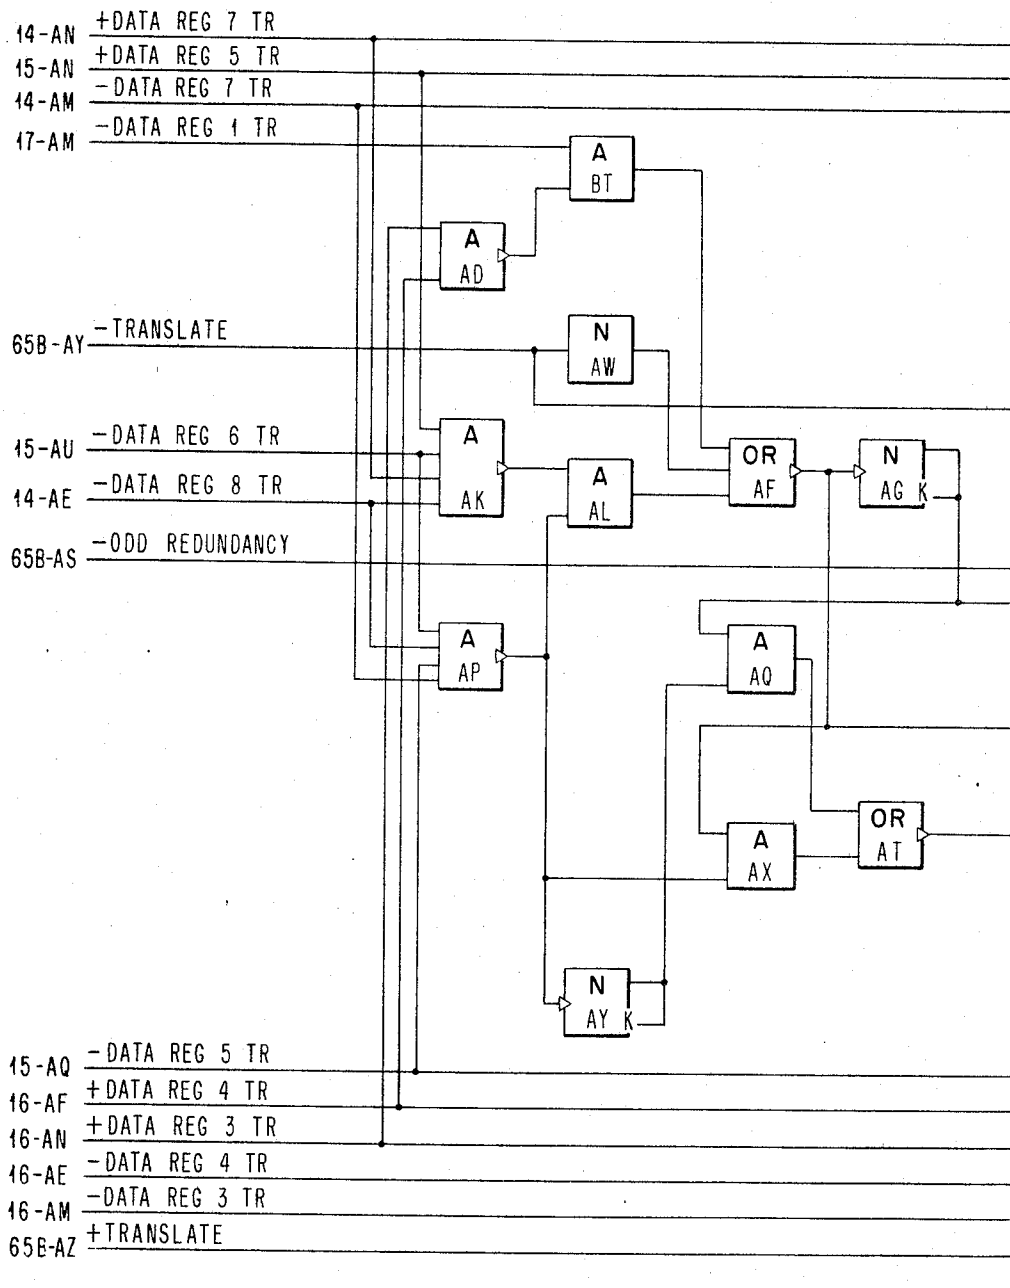 14-AN +DATA REG 7 TR
15-AN +DATA REG 5 TR
14-AM -DATA REG 7 TR
17-AM -DATA REG 1 TR
A
BT
A
AD
65B-AY -TRANSLATE
N
AW
15-AU -DATA REG 6 TR
A
AK
14-AE -DATA REG 8 TR
A
AL
OR
AF
N
AG K
65B-AS -ODD REDUNDANCY
A
AP
A
AQ
A
AX
OR
AT
N
AY K
15-AQ -DATA REG 5 TR
16-AF +DATA REG 4 TR
16-AN +DATA REG 3 TR
16-AE -DATA REG 4 TR
16-AM -DATA REG 3 TR
65B-AZ +TRANSLATE